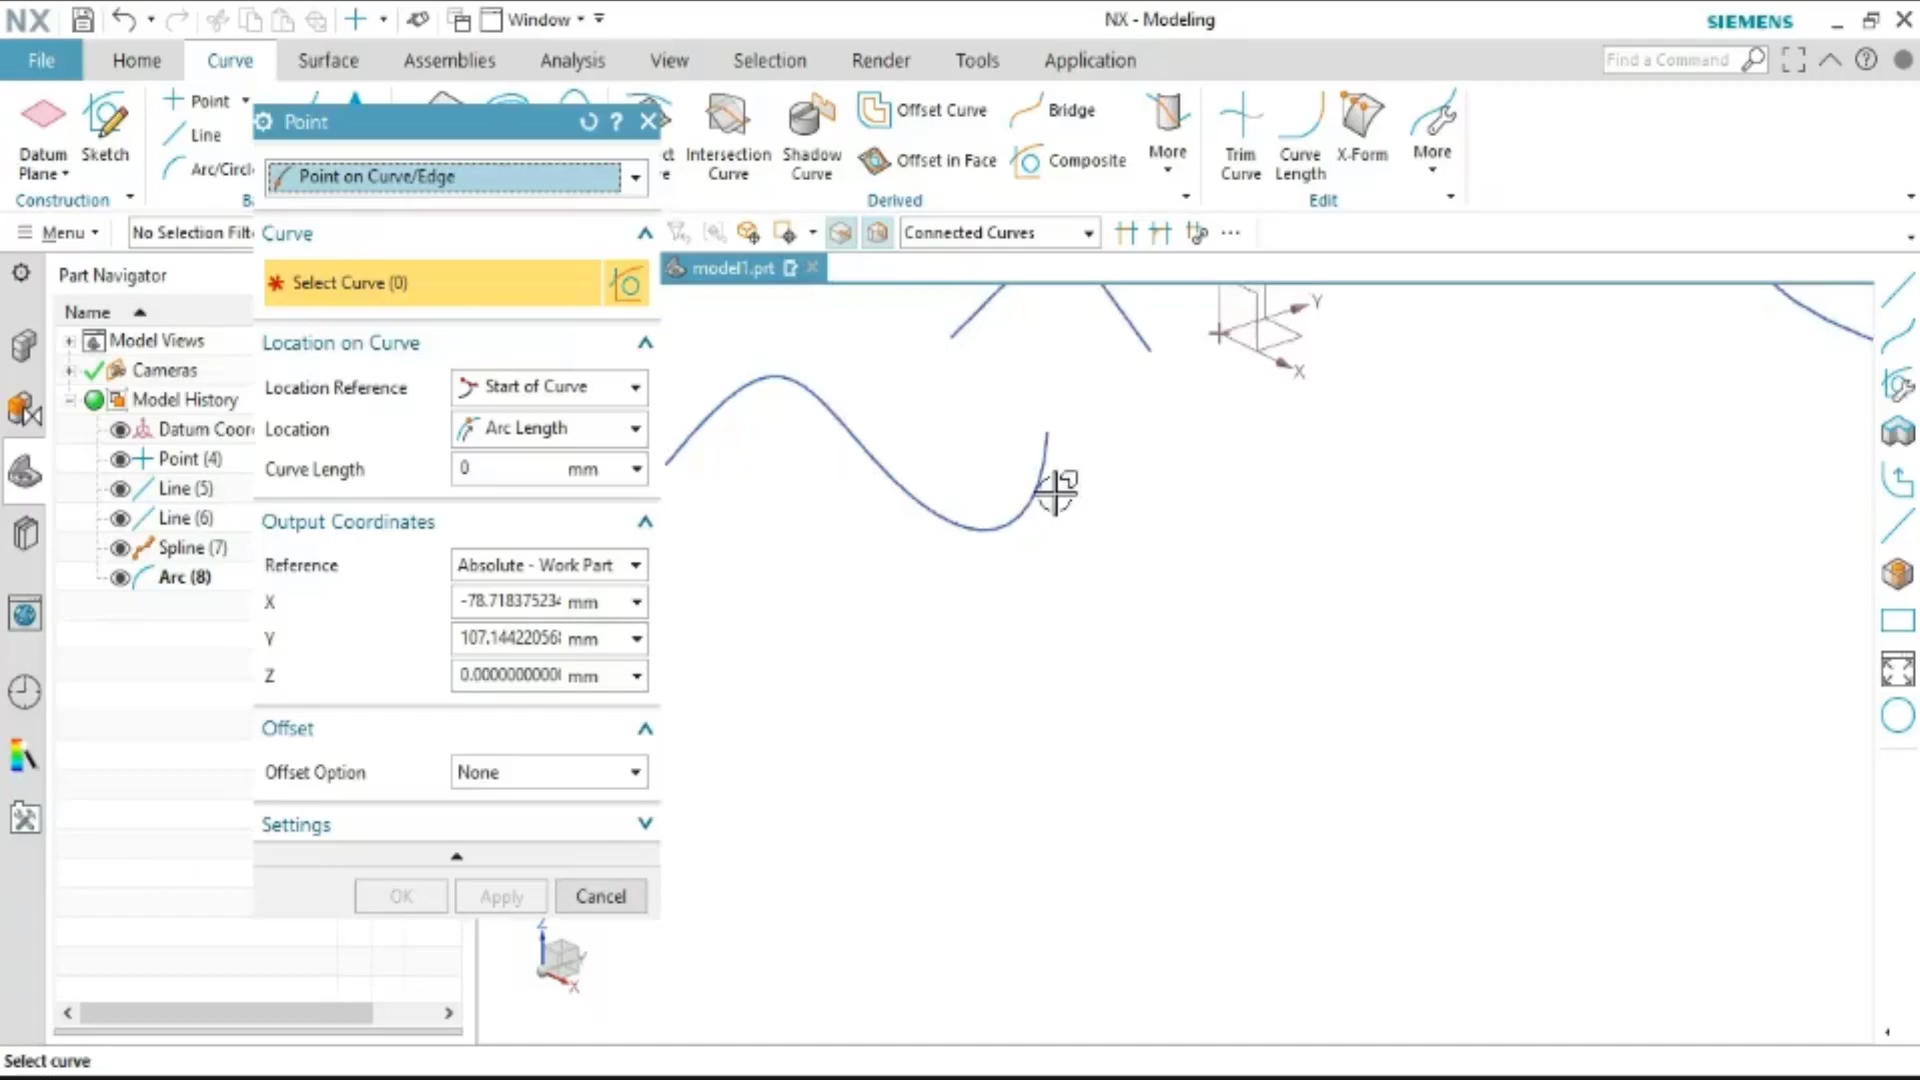 NX
Window
NX - Modeling
SIEMENS
File
Home
Curve
Surface
Assemblies
Analysis
View
Selection
Render
Tools
Application
Find a Command
Datum
Plane
Sketch
Construction
Point
Line
Point
Point on Curve/Edge
Intersection
Curve
Shadow
Curve
Offset Curve
Offset in Face
Bridge
Composite
More
Derived
Trim
Curve
Curve
Length
X-Form
More
Edit
Menu
No Selection
Connected Curves
Part Navigator
Name
Model Views
Cameras
Model History
Datum
Point (4)
Line (5)
Line (6)
Spline (7)
Arc (8)
Curve
Select Curve (0)
Location on Curve
Location Reference
Start of Curve
Location
Arc Length
Curve Length
0
mm
Output Coordinates
Reference
Absolute - Work Part
X
-78.71837523
mm
Y
107.1442205
mm
Z
0.0000000000
mm
Offset
Offset Option
None
Settings
OK
Apply
Cancel
model1.prt
Y
X
Z
X
Select curve